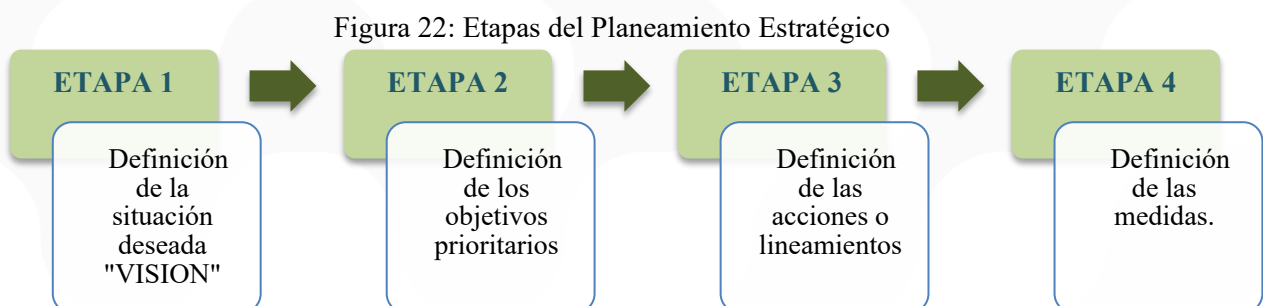 Figura 22: Etapas del Planeamiento Estratégico
ETAPA 1
Definición
de la
situación
deseada
"VISION"
ETAPA 2
Definición
de los
objetivos
prioritarios
ETAPA 3
Definición
de las
acciones o
lineamientos
ETAPA 4
Definición
de las
medidas.